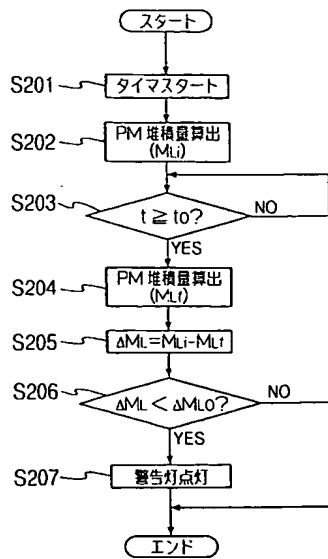 スタート
S201
タイマスタート
S202
PM 堆積量算出
(MLi)
S203
t ≧ to?
NO
YES
S204
PM 堆積量算出
(MLf)
S205
ΔML=MLi-MLf
S206
ΔML < ΔML0?
NO
YES
S207
警告灯点灯
エンド